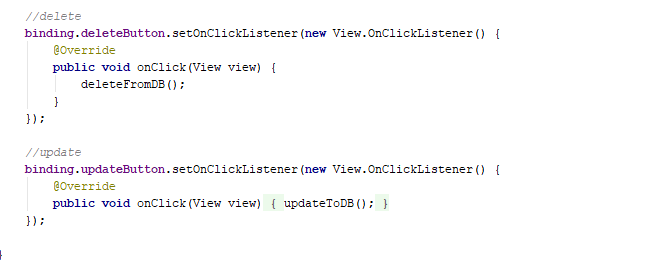 //delete
binding.deleteButton.setOnClickListener(new View.OnClickListener() {
    @Override
    public void onClick(View view) {
        deleteFromDB();
    }
});

//update
binding.updateButton.setOnClickListener(new View.OnClickListener() {
    @Override
    public void onClick(View view) { updateToDB(); }
});

}